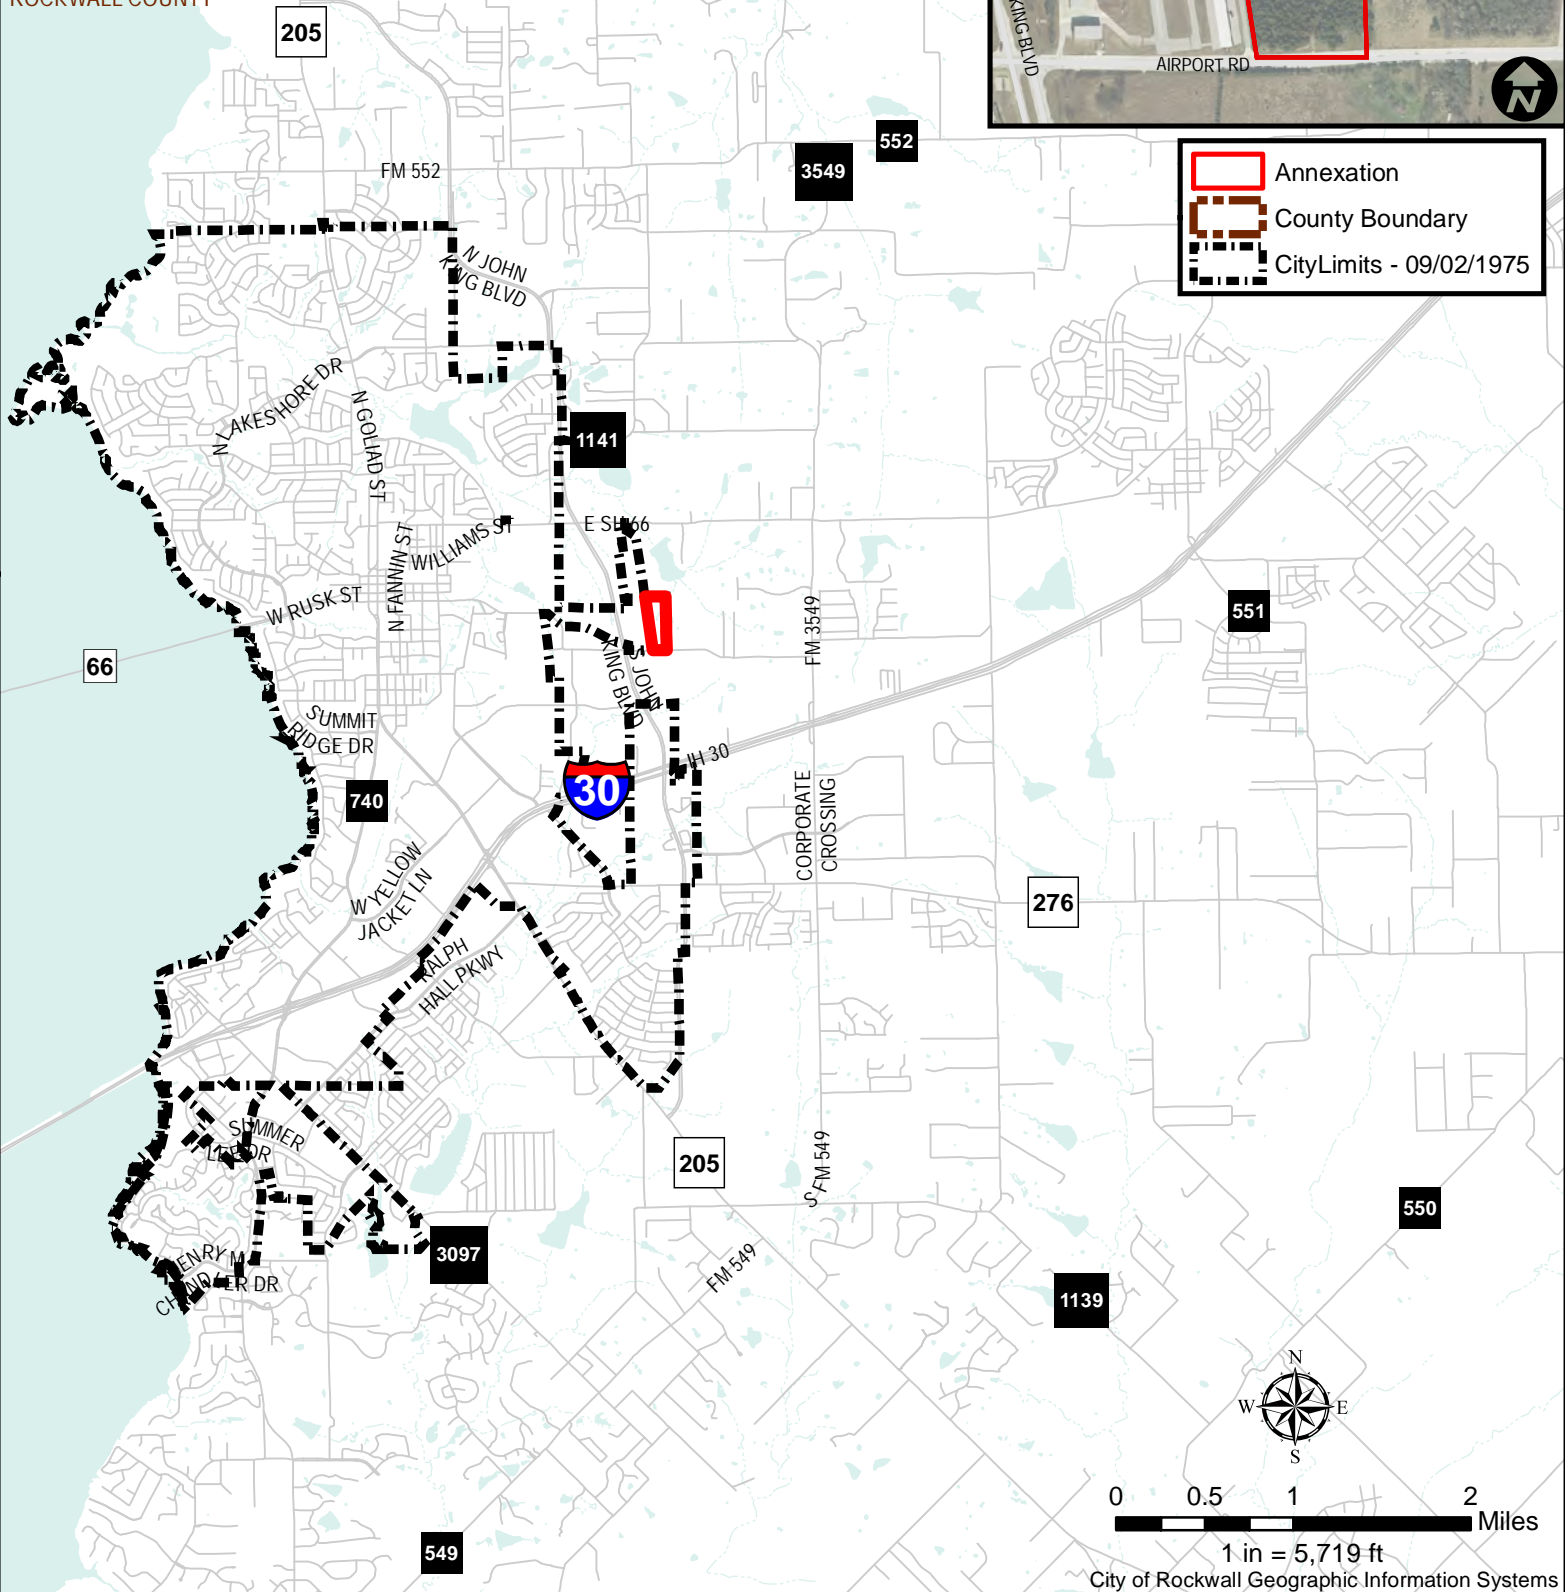 ROCKWALL COUNTY
205
KING BLVD
AIRPORT RD
N
552
3549
FM 552
Annexation
County Boundary
CityLimits - 09/02/1975
N JOHN
KING BLVD
N LAKESHORE DR
N GOLIAD ST
1141
E SH 66
WILLIAMS ST
N FANNIN ST
W RUSK ST
FM 3549
551
66
S JOHN
KING BLVD
SUMMIT
RIDGE DR
IH 30
30
740
CORPORATE
CROSSING
W YELLOW
JACKET LN
276
RALPH
HALL PKWY
SUMMER
LEE DR
205
S FM 549
550
3097
HENRY M
CHANDLER DR
FM 549
1139
N
W E
S
0 0.5 1 2
Miles
549
1 in = 5,719 ft
City of Rockwall Geographic Information Systems